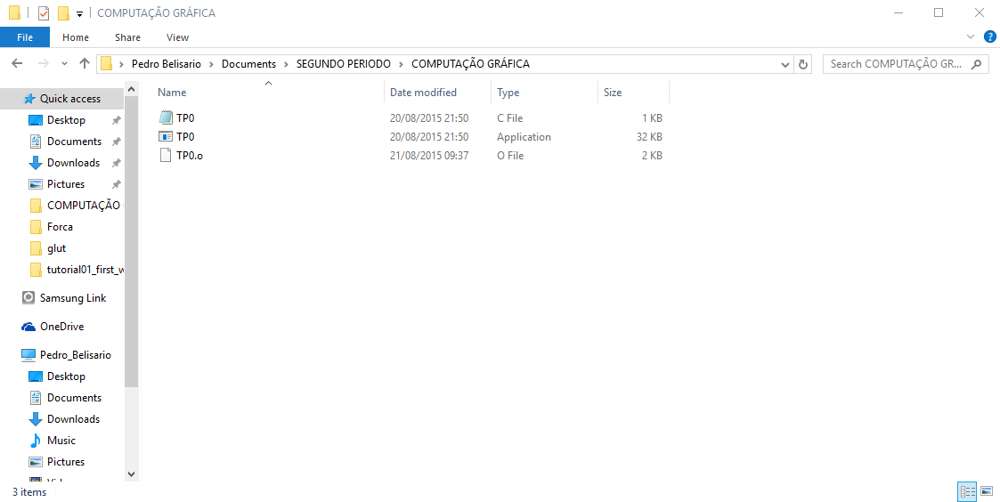 COMPUTAÇÃO GRÁFICA
File Home Share View
Pedro Belisario Documents SEGUNDO PERIODO COMPUTAÇÃO GRÁFICA
Search COMPUTAÇÃO GR...
Name Date modified Type Size
TP0 20/08/2015 21:50 C File 1 KB
TP0 20/08/2015 21:50 Application 32 KB
TP0.o 21/08/2015 09:37 O File 2 KB
Quick access
Desktop
Documents
Downloads
Pictures
COMPUTAÇÃO
Forca
glut
tutorial01_first_w
Samsung Link
OneDrive
Pedro_Belisario
Desktop
Documents
Downloads
Music
Pictures
3 items